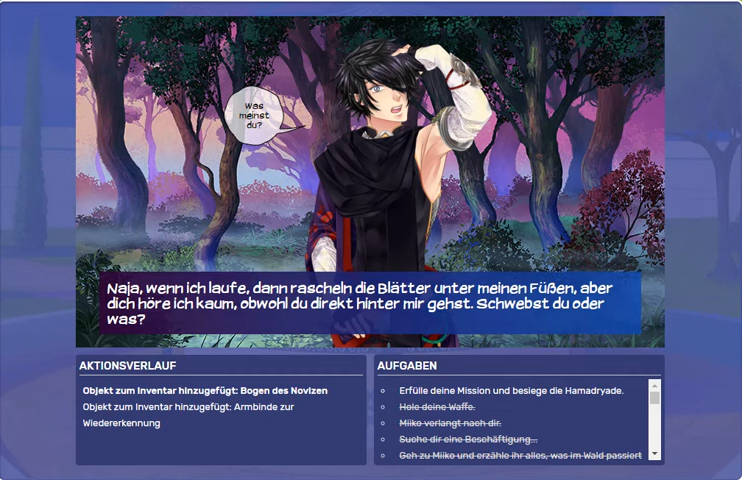 Was
meinst
du?
Naja, wenn ich laufe, dann rascheln die Blätter unter meinen Füßen, aber
dich höre ich kaum, obwohl du direkt hinter mir gehst. Schwebst du oder
was?
AKTIONSVERLAUF
Objekt zum Inventar hinzugefügt: Bogen des Novizen
Objekt zum Inventar hinzugefügt: Armbinde zur
Wiedererkennung
AUFGABEN
Erfülle deine Mission und besiege die Hamadryade.
Hole deine Waffe.
Miiko verlangt nach dir.
Suche dir eine Beschäftigung...
Geh zu Miiko und erzähle ihr alles, was im Wald passiert